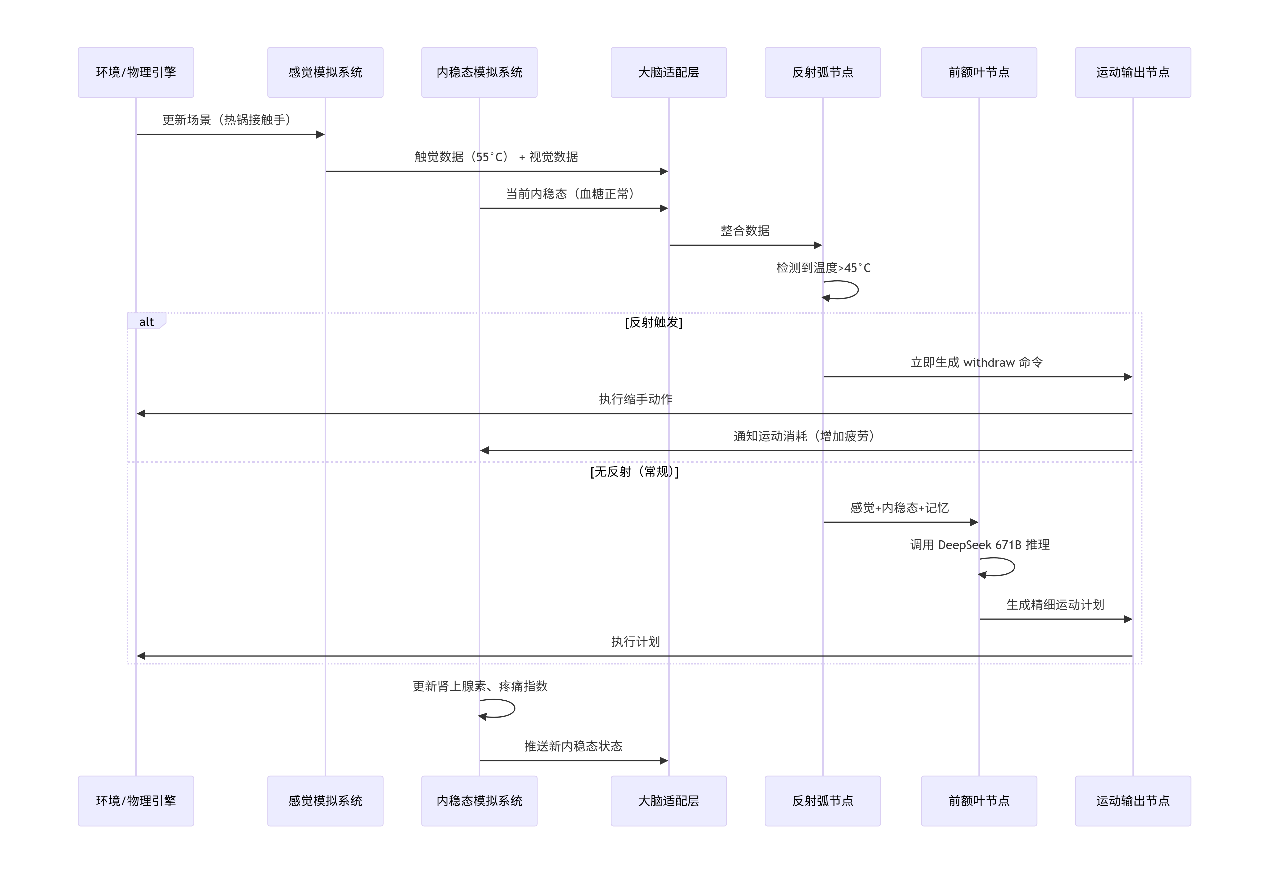 环境/物理引擎
感觉模拟系统
内稳态模拟系统
大脑适配层
反射弧节点
前额叶节点
运动输出节点
更新场景（热锅接触手）
触觉数据（55°C） + 视觉数据
当前内稳态（血糖正常）
整合数据
检测到温度>45°C
alt
[反射触发]
立即生成 withdraw 命令
执行缩手动作
通知运动消耗（增加疲劳）
[无反射（常规）]
感觉+内稳态+记忆
调用 DeepSeek 671B 推理
生成精细运动计划
执行计划
更新肾上腺素、疼痛指数
推送新内稳态状态
环境/物理引擎
感觉模拟系统
内稳态模拟系统
大脑适配层
反射弧节点
前额叶节点
运动输出节点